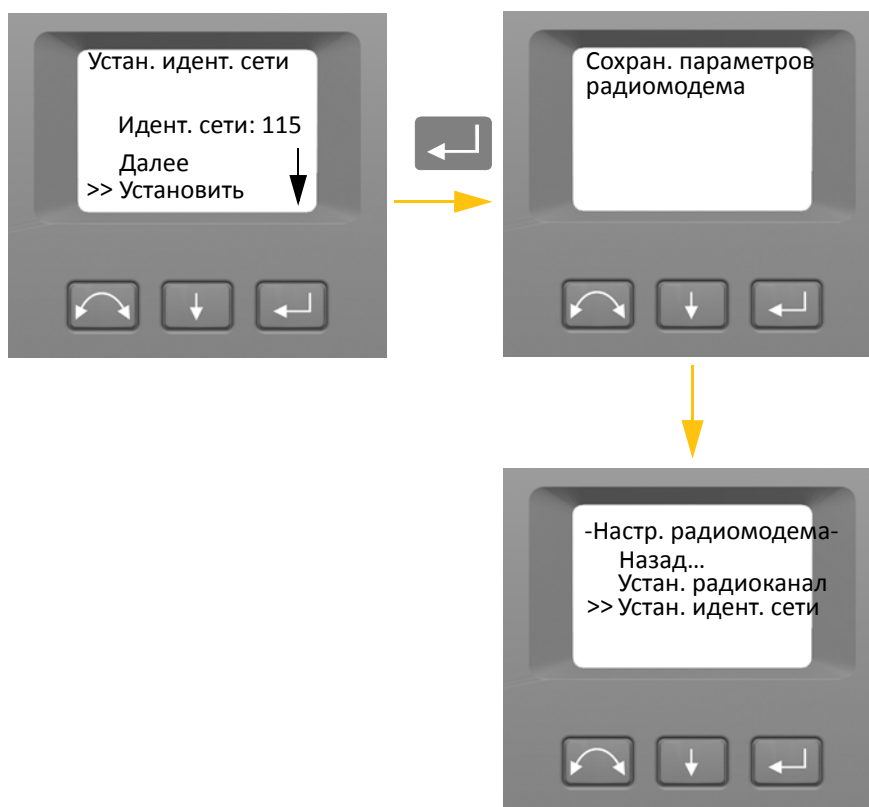 Устан. идент. сети
Идент. сети: 115
Далее
>> Установить
Сохран. параметров
радиомодема
-Настр. радиомодема-
Назад...
Устан. радиоканал
>> Устан. идент. сети